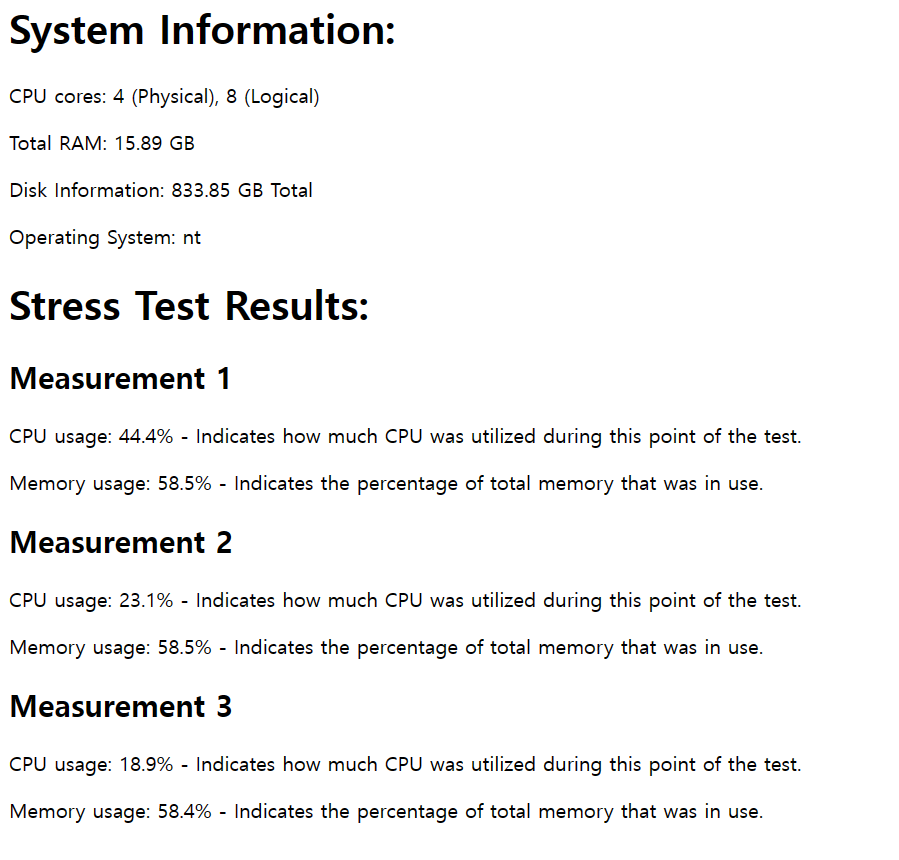 System Information:
CPU cores: 4 (Physical), 8 (Logical)
Total RAM: 15.89 GB
Disk Information: 833.85 GB Total
Operating System: nt
Stress Test Results:
Measurement 1
CPU usage: 44.4% - Indicates how much CPU was utilized during this point of the test.
Memory usage: 58.5% - Indicates the percentage of total memory that was in use.
Measurement 2
CPU usage: 23.1% - Indicates how much CPU was utilized during this point of the test.
Memory usage: 58.5% - Indicates the percentage of total memory that was in use.
Measurement 3
CPU usage: 18.9% - Indicates how much CPU was utilized during this point of the test.
Memory usage: 58.4% - Indicates the percentage of total memory that was in use.